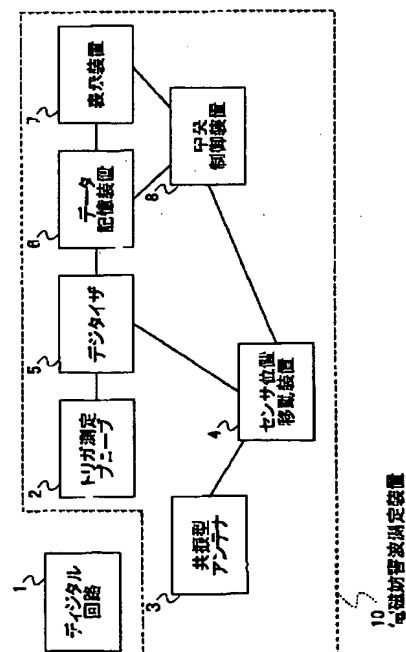 1
ディジタル
回路
2
トリガ測定
プローブ
3
共振型
アンテナ
4
センサ位置
移動装置
5
デジタイザ
6
データ
記憶装置
7
表示装置
8
中央
制御装置
10
電磁妨害波測定装置